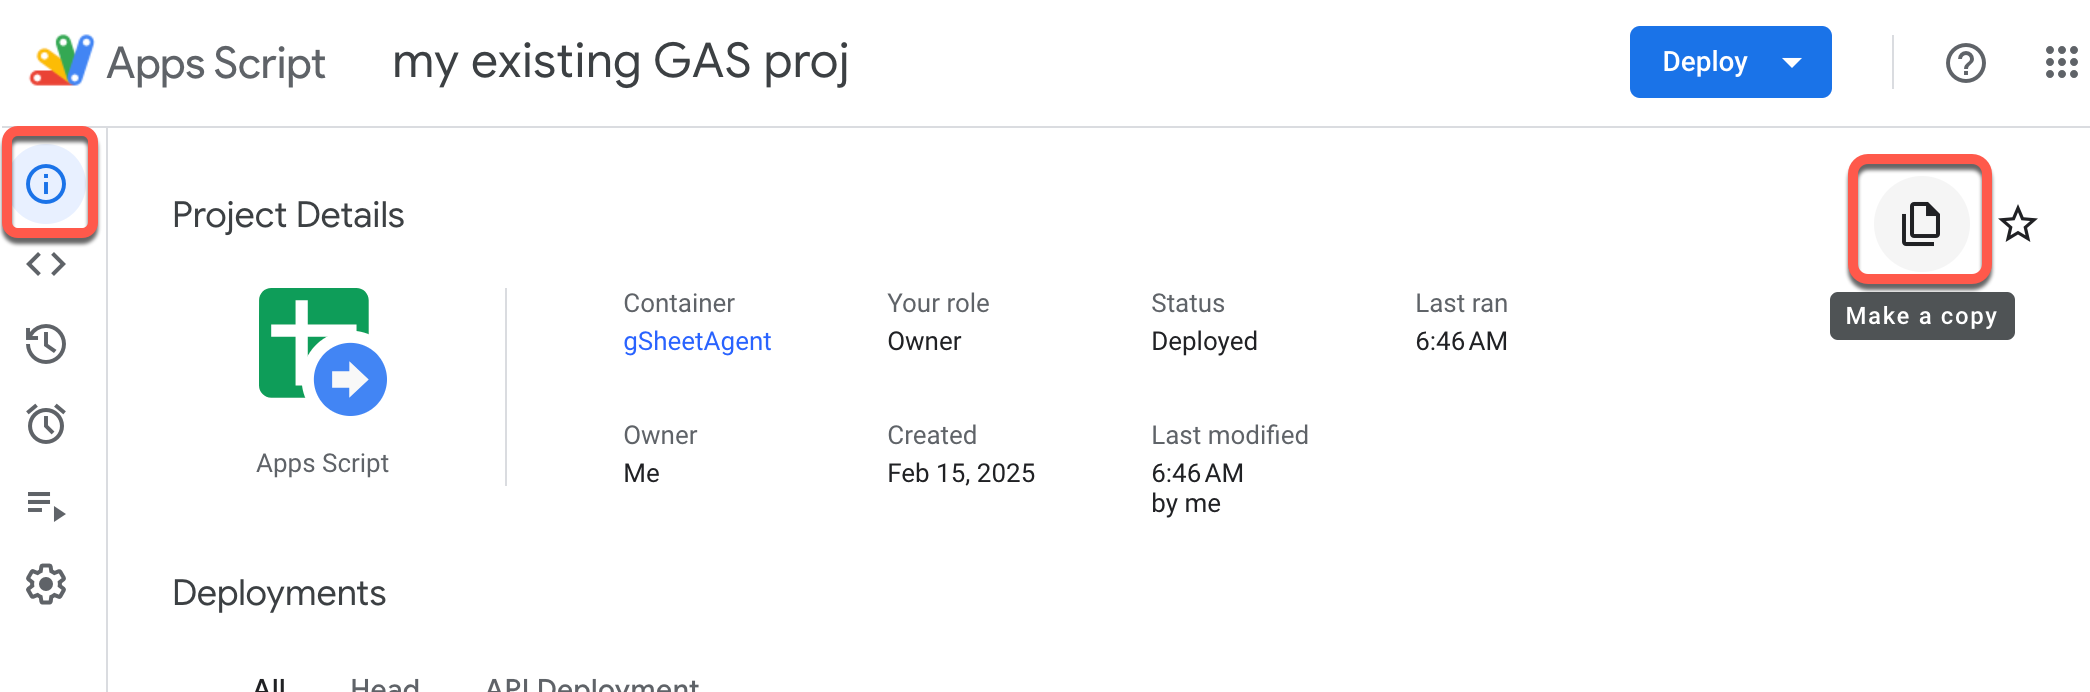 Apps Script
my existing GAS proj
Deploy
Project Details
Make a copy
Apps Script
Container
gSheetAgent
Your role
Owner
Status
Deployed
Last ran
6:46 AM
Owner
Me
Created
Feb 15, 2025
Last modified
6:46 AM
by me
Deployments
All
Head
API Deployment